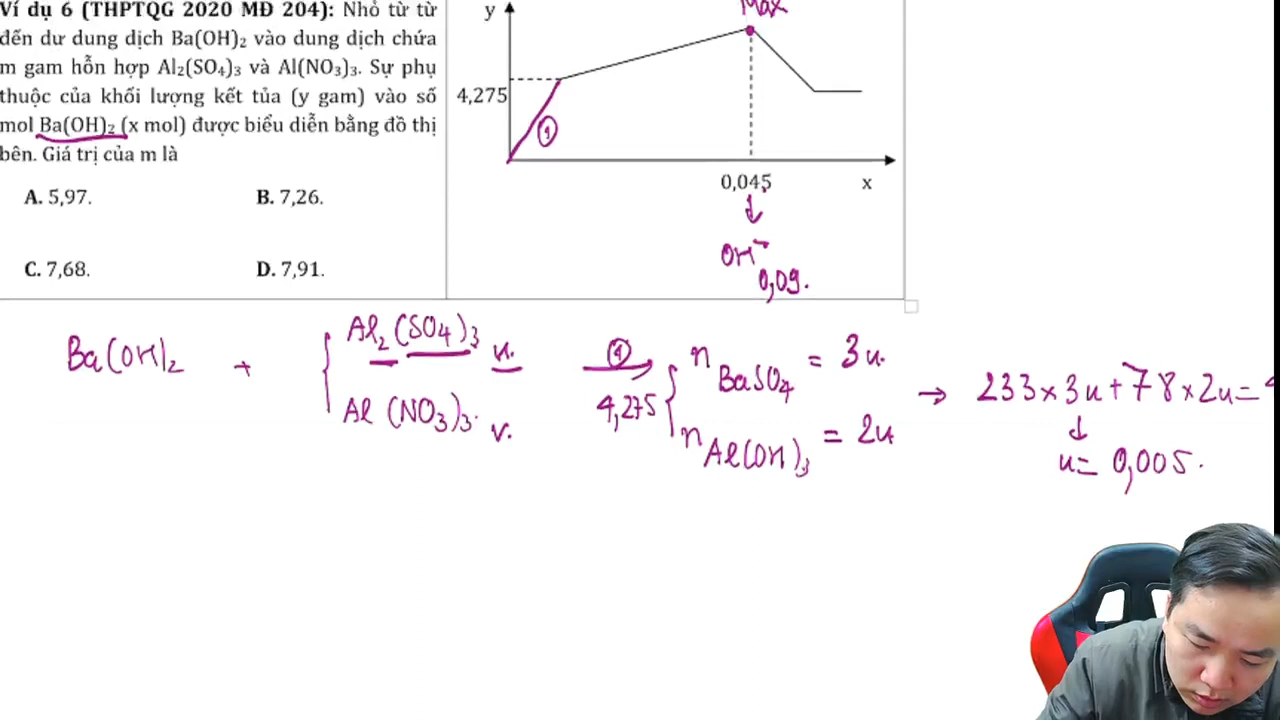 Ví dụ 6 (THPTQG 2020 MĐ 204): Nhỏ từ từ
đến dư dung dịch Ba(OH)₂ vào dung dịch chứa
m gam hỗn hợp Al₂(SO₄)₃ và Al(NO₃)₃. Sự phụ
thuộc của khối lượng kết tủa (y gam) vào số
mol Ba(OH)₂ (x mol) được biểu diễn bằng đồ thị
bên. Giá trị của m là
A. 5,97.
B. 7,26.
C. 7,68.
D. 7,91.
y
Max
4,275
①
0,045
x
OH⁻
0,09.
Ba(OH)₂ + { Al₂(SO₄)₃ u.
Al(NO₃)₃. v.
①
4,275
n BaSO₄ = 3u.
n Al(OH)₃ = 2u
→ 233×3u+78×2u=4
u= 0,005.